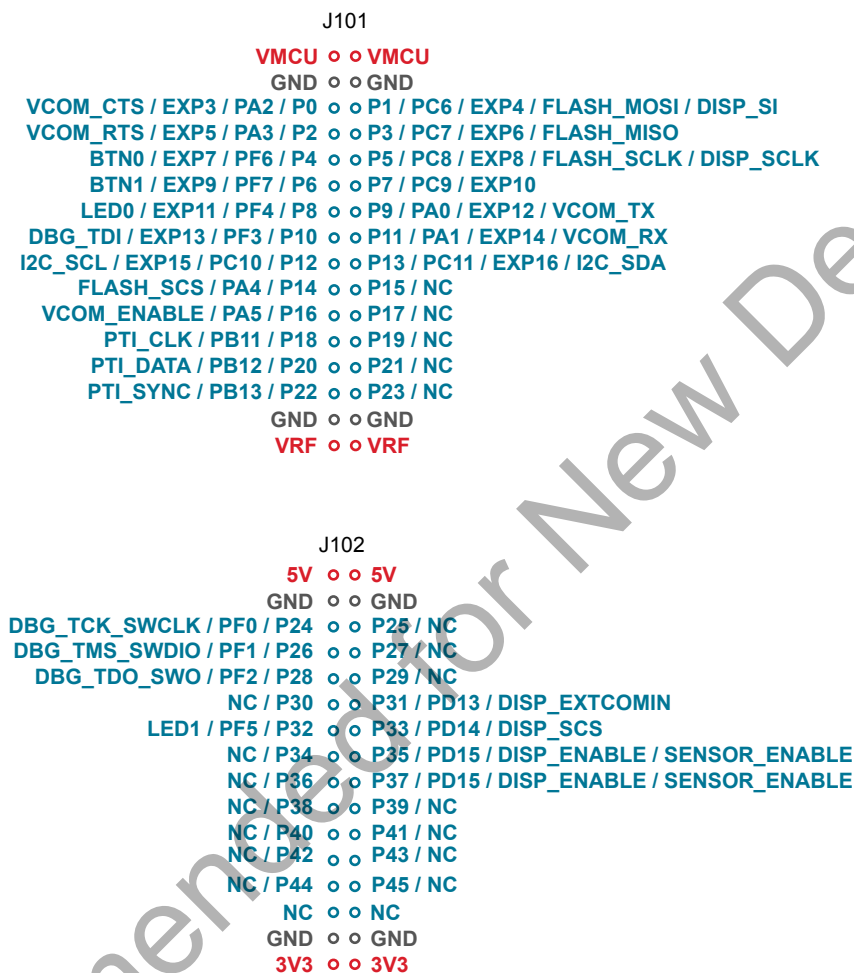 J101
VMCU VMCU
GND GND
VCOM_CTS / EXP3 / PA2 / P0 P1 / PC6 / EXP4 / FLASH_MOSI / DISP_SI
VCOM_RTS / EXP5 / PA3 / P2 P3 / PC7 / EXP6 / FLASH_MISO
BTN0 / EXP7 / PF6 / P4 P5 / PC8 / EXP8 / FLASH_SCLK / DISP_SCLK
BTN1 / EXP9 / PF7 / P6 P7 / PC9 / EXP10
LED0 / EXP11 / PF4 / P8 P9 / PA0 / EXP12 / VCOM_TX
DBG_TDI / EXP13 / PF3 / P10 P11 / PA1 / EXP14 / VCOM_RX
I2C_SCL / EXP15 / PC10 / P12 P13 / PC11 / EXP16 / I2C_SDA
FLASH_SCS / PA4 / P14 P15 / NC
VCOM_ENABLE / PA5 / P16 P17 / NC
PTI_CLK / PB11 / P18 P19 / NC
PTI_DATA / PB12 / P20 P21 / NC
PTI_SYNC / PB13 / P22 P23 / NC
GND GND
VRF VRF
J102
5V 5V
GND GND
DBG_TCK_SWCLK / PF0 / P24 P25 / NC
DBG_TMS_SWDIO / PF1 / P26 P27 / NC
DBG_TDO_SWO / PF2 / P28 P29 / NC
NC / P30 P31 / PD13 / DISP_EXTCOMIN
LED1 / PF5 / P32 P33 / PD14 / DISP_SCS
NC / P34 P35 / PD15 / DISP_ENABLE / SENSOR_ENABLE
NC / P36 P37 / PD15 / DISP_ENABLE / SENSOR_ENABLE
NC / P38 P39 / NC
NC / P40 P41 / NC
NC / P42 P43 / NC
NC / P44 P45 / NC
NC NC
GND GND
3V3 3V3
mended for New De